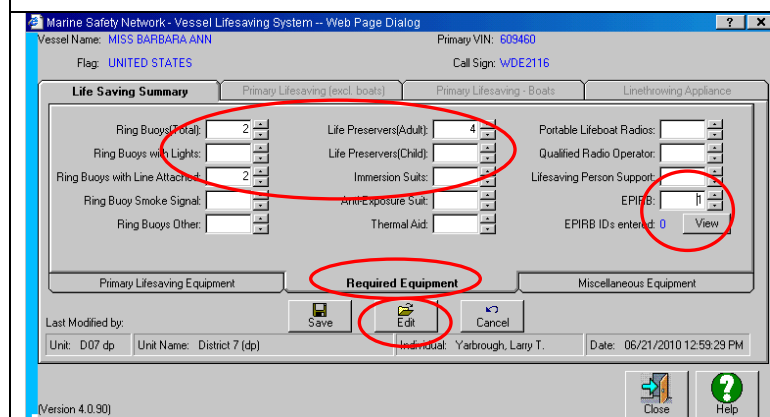 Marine Safety Network - Vessel Lifesaving System -- Web Page Dialog ? X
Vessel Name: MISS BARBARA ANN Primary VIN: 609460
Flag: UNITED STATES Call Sign: WDE2116
Life Saving Summary Primary Lifesaving (excl. boats) Primary Lifesaving - Boats Linethrowing Appliance
Ring Buoys(Total): 2 Life Preservers(Adult): 4 Portable Lifeboat Radios:
Ring Buoys with Lights: Life Preservers(Child): Qualified Radio Operator:
Ring Buoys with Line Attached: 2 Immersion Suits: Lifesaving Person Support:
Ring Buoy Smoke Signal: Anti-Exposure Suit: EPIRB: 1
Ring Buoys Other: Thermal Aid: EPIRB IDs entered: 0 View
Primary Lifesaving Equipment Required Equipment Miscellaneous Equipment
Last Modified by: Save Edit Cancel
Unit: D07 dp Unit Name: District 7 (dp) Individual: Yarbrough, Larry T. Date: 06/21/2010 12:59:29 PM
(Version 4.0.90) Close Help